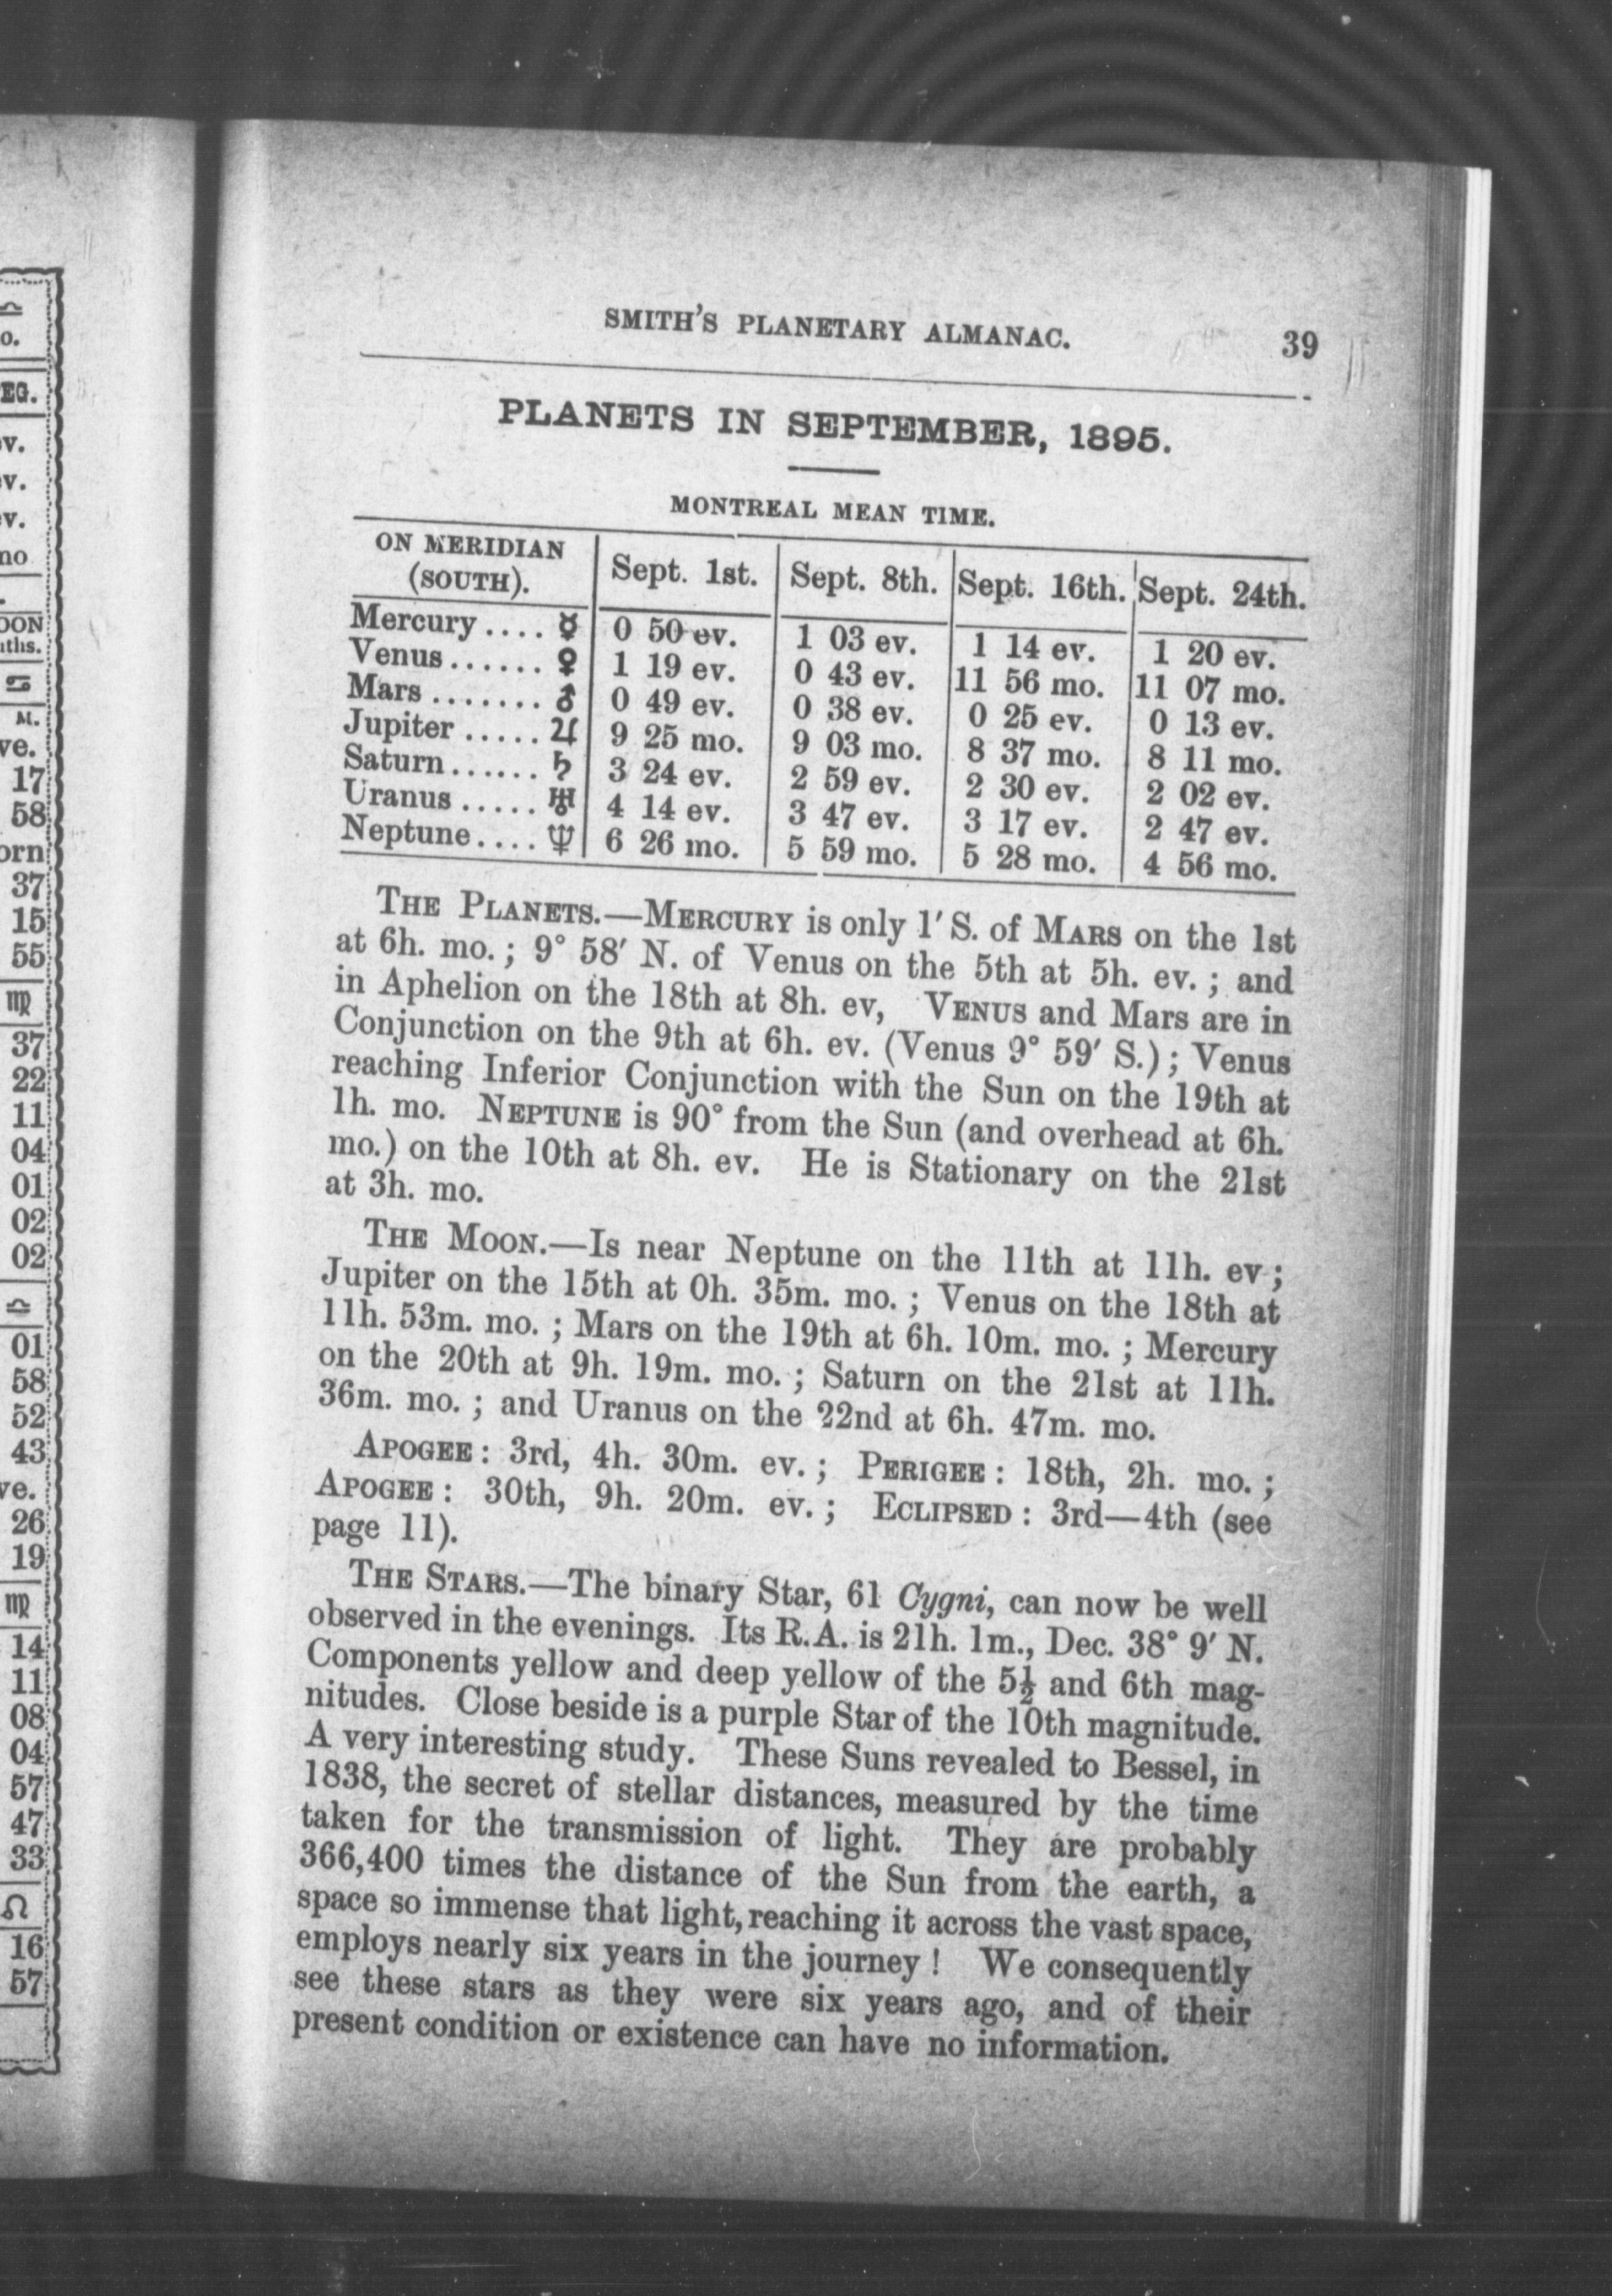 SMITH'S PLANETARY ALMANAC. 39
PLANETS IN SEPTEMBER, 1895.
MONTREAL MEAN TIME.
ON MERIDIAN (SOUTH). Sept. 1st. Sept. 8th. Sept. 16th. Sept. 24th.
Mercury.... ☿ 0 50 ev. 1 03 ev. 1 14 ev. 1 20 ev.
Venus...... ♀ 1 19 ev. 0 43 ev. 11 56 mo. 11 07 mo.
Mars....... ♂ 0 49 ev. 0 38 ev. 0 25 ev. 0 13 ev.
Jupiter..... ♃ 9 25 mo. 9 03 mo. 8 37 mo. 8 11 mo.
Saturn...... ♄ 3 24 ev. 2 59 ev. 2 30 ev. 2 02 ev.
Uranus..... ♅ 4 14 ev. 3 47 ev. 3 17 ev. 2 47 ev.
Neptune.... ♆ 6 26 mo. 5 59 mo. 5 28 mo. 4 56 mo.
THE PLANETS.—MERCURY is only 1′ S. of MARS on the 1st
at 6h. mo. ; 9° 58′ N. of Venus on the 5th at 5h. ev. ; and
in Aphelion on the 18th at 8h. ev, VENUS and Mars are in
Conjunction on the 9th at 6h. ev. (Venus 9° 59′ S.) ; Venus
reaching Inferior Conjunction with the Sun on the 19th at
1h. mo. NEPTUNE is 90° from the Sun (and overhead at 6h.
mo.) on the 10th at 8h. ev. He is Stationary on the 21st
at 3h. mo.
THE MOON.—Is near Neptune on the 11th at 11h. ev ;
Jupiter on the 15th at 0h. 35m. mo. ; Venus on the 18th at
11h. 53m. mo. ; Mars on the 19th at 6h. 10m. mo. ; Mercury
on the 20th at 9h. 19m. mo. ; Saturn on the 21st at 11h.
36m. mo. ; and Uranus on the 22nd at 6h. 47m. mo.
APOGEE : 3rd, 4h. 30m. ev. ; PERIGEE : 18th, 2h. mo. ;
APOGEE : 30th, 9h. 20m. ev. ; ECLIPSED : 3rd—4th (see
page 11).
THE STARS.—The binary Star, 61 Cygni, can now be well
observed in the evenings. Its R.A. is 21h. 1m., Dec. 38° 9′ N.
Components yellow and deep yellow of the 5½ and 6th mag-
nitudes. Close beside is a purple Star of the 10th magnitude.
A very interesting study. These Suns revealed to Bessel, in
1838, the secret of stellar distances, measured by the time
taken for the transmission of light. They are probably
366,400 times the distance of the Sun from the earth, a
space so immense that light, reaching it across the vast space,
employs nearly six years in the journey ! We consequently
see these stars as they were six years ago, and of their
present condition or existence can have no information.